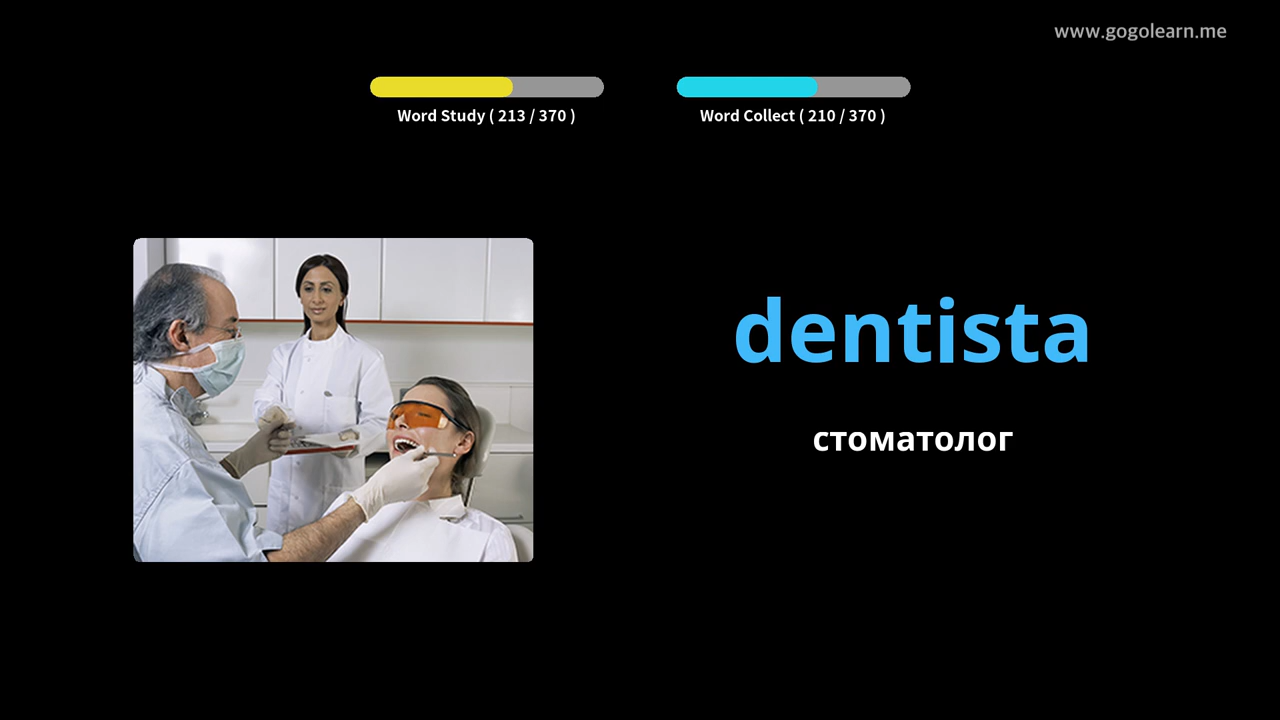 www.gogolearn.me
Word Study ( 213 / 370 )
Word Collect ( 210 / 370 )
dentista
стоматолог